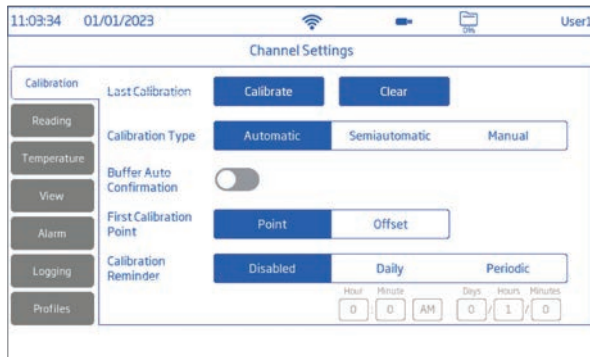 11:03:34 01/01/2023 0% User1
Channel Settings
Calibration
Reading
Temperature
View
Alarm
Logging
Profiles
Last Calibration Calibrate Clear
Calibration Type Automatic Semiautomatic Manual
Buffer Auto
Confirmation
First Calibration
Point Point Offset
Calibration
Reminder Disabled Daily Periodic
Hour Minute Days Hours Minutes
0 : 0 AM 0 / 1 / 0